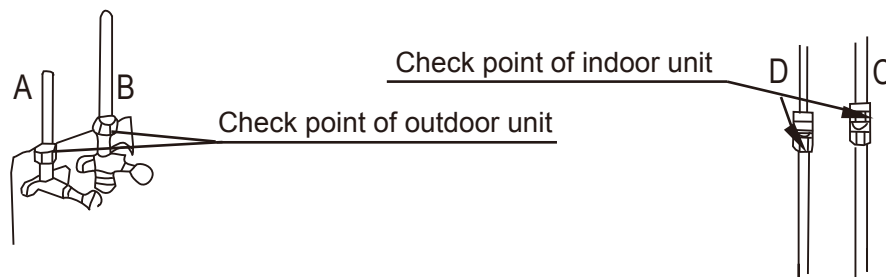 Check point of indoor unit
D
C
A
B
Check point of outdoor unit